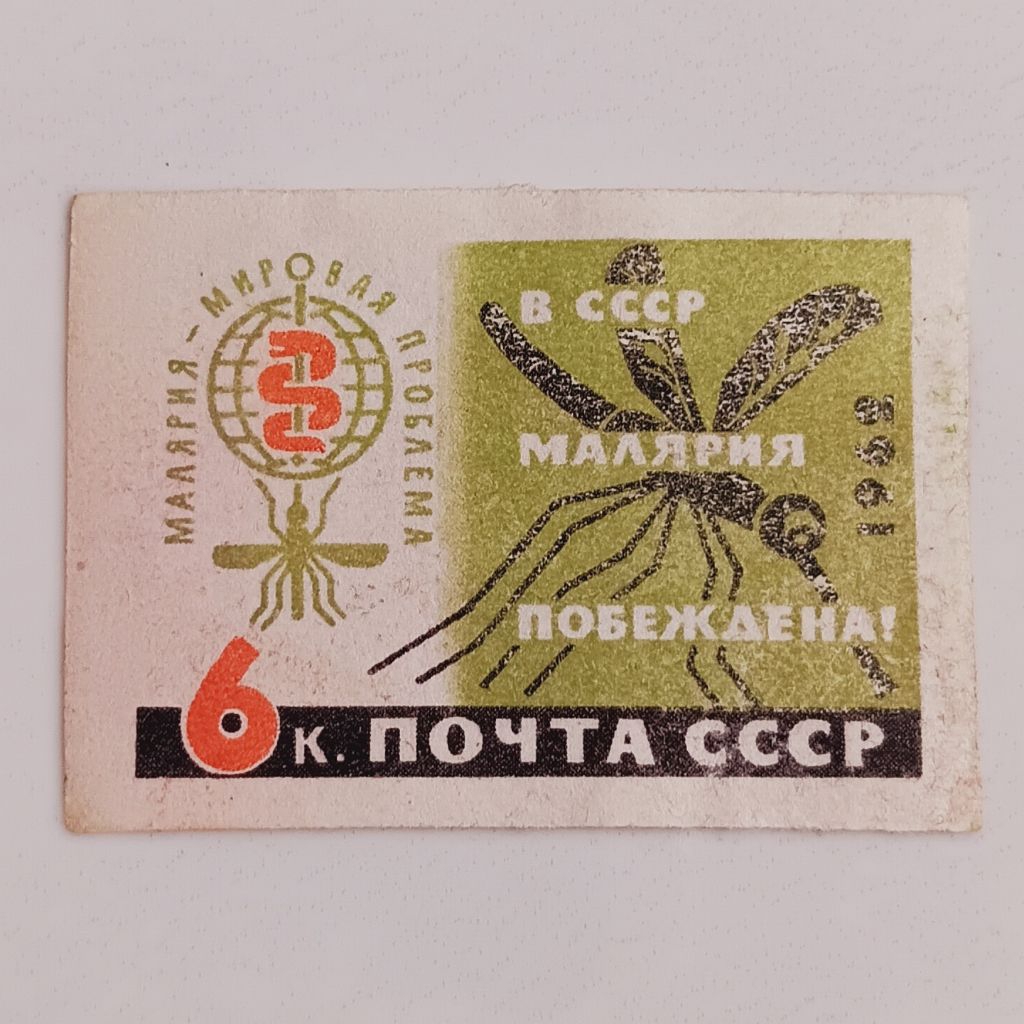 МАЛЯРИЯ – МИРОВАЯ ПРОБЛЕМА
В СССР
МАЛЯРИЯ
ПОБЕЖДЕНА!
1962
6 К. ПОЧТА СССР